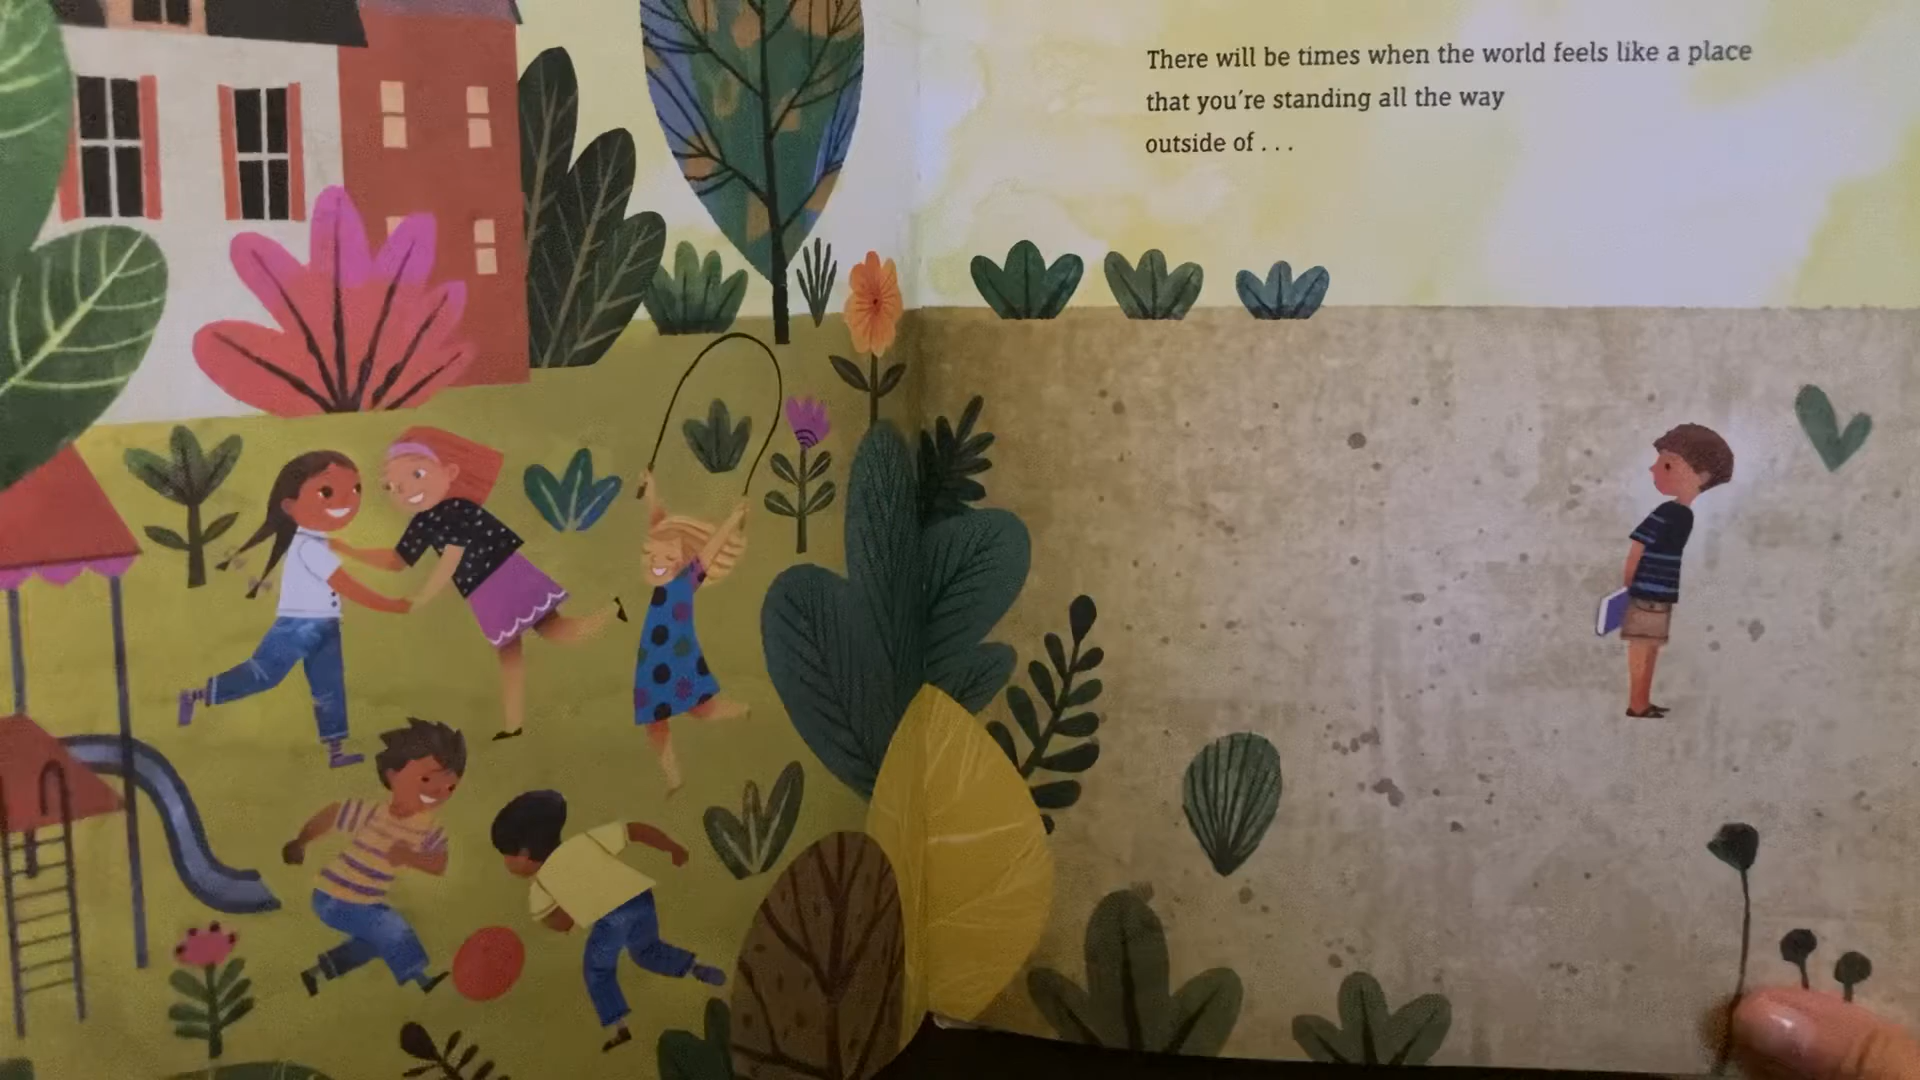 There will be times when the world feels like a place
that you're standing all the way
outside of . . .